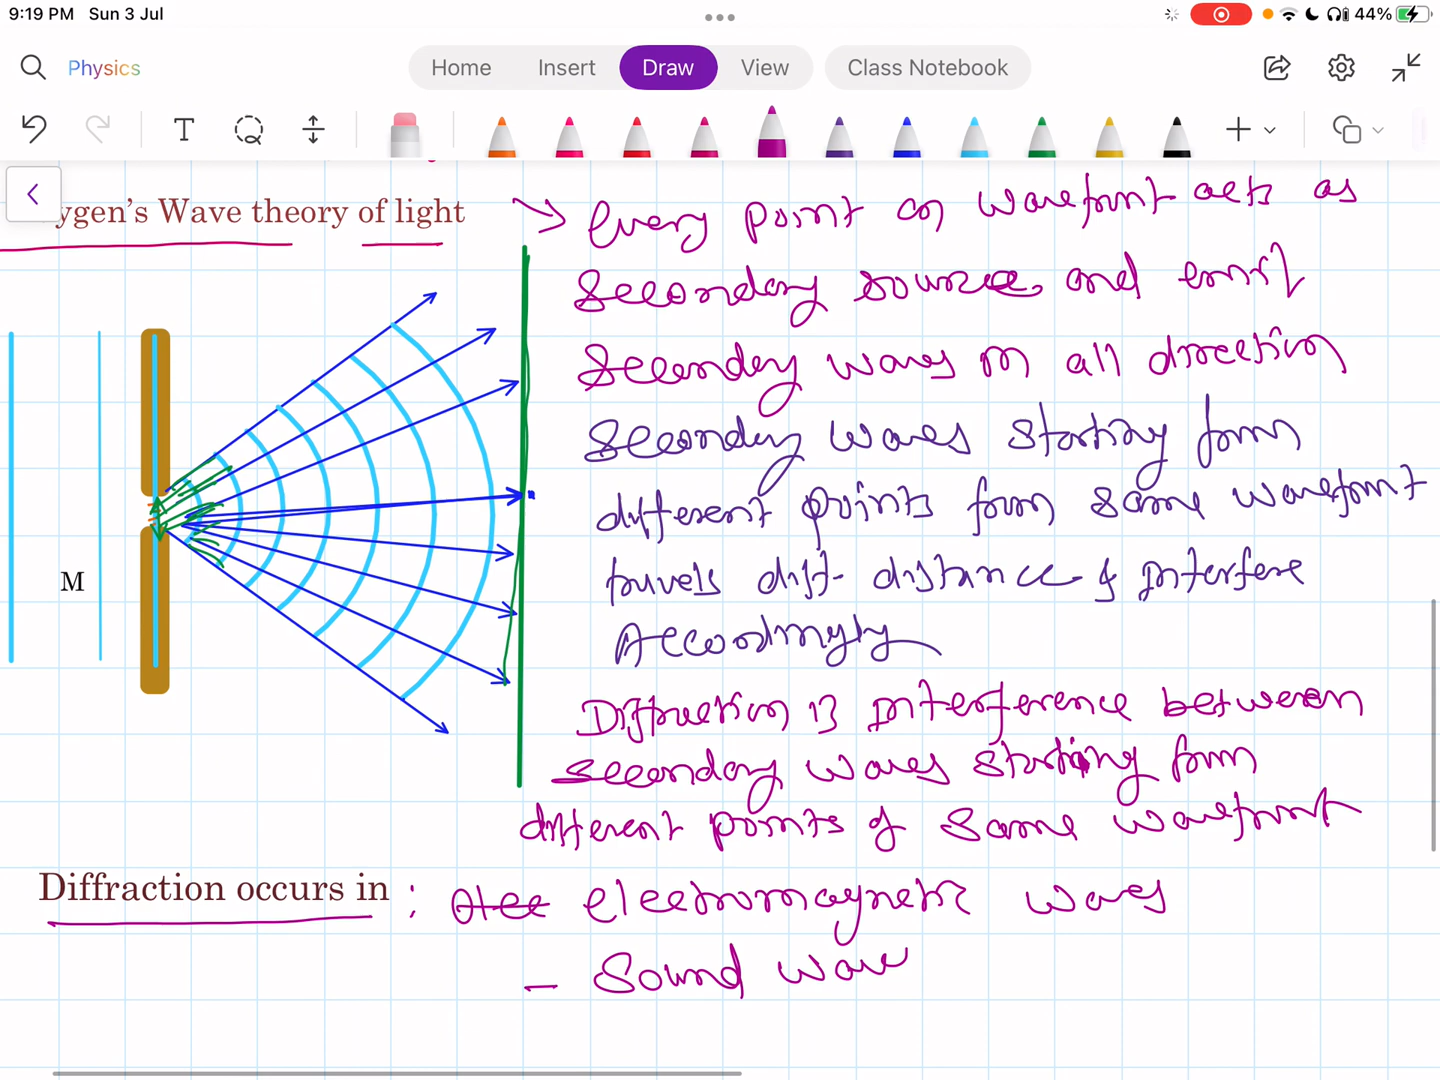 9:19 PM Sun 3 Jul
44%
Physics
Home Insert Draw View Class Notebook
ygen's Wave theory of light
Every point on wavefront acts as
Secondary source and emit
Secondary waves in all direction
Secondary waves starting form
different points form same wavefront
travels diff- distance & interfere
Accordingly
Diffraction is interference between
secondary waves starting form
different points of same wavefront
M
Diffraction occurs in : electromagnetic waves
- Sound wave